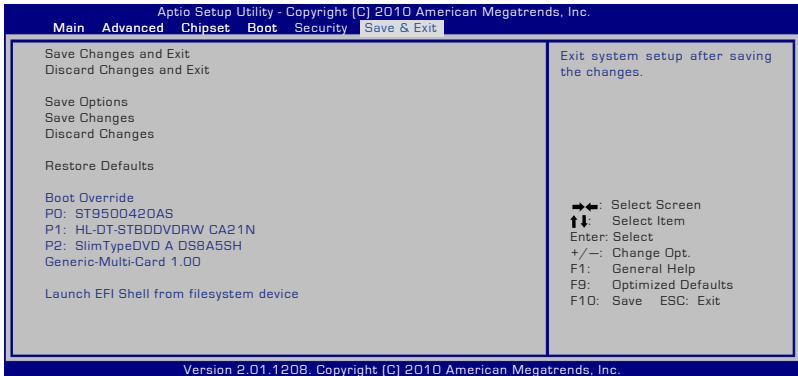 Aptio Setup Utility - Copyright (C) 2010 American Megatrends, Inc.
Main Advanced Chipset Boot Security Save & Exit
Save Changes and Exit
Discard Changes and Exit
Save Options
Save Changes
Discard Changes
Restore Defaults
Boot Override
P0: ST9500420AS
P1: HL-DT-STBDDVDRW CA21N
P2: SlimTypeDVD A DS8A5SH
Generic-Multi-Card 1.00
Launch EFI Shell from filesystem device
Exit system setup after saving
the changes.
→←: Select Screen
↑↓: Select Item
Enter: Select
+/—: Change Opt.
F1: General Help
F9: Optimized Defaults
F10: Save ESC: Exit
Version 2.01.1208. Copyright (C) 2010 American Megatrends, Inc.